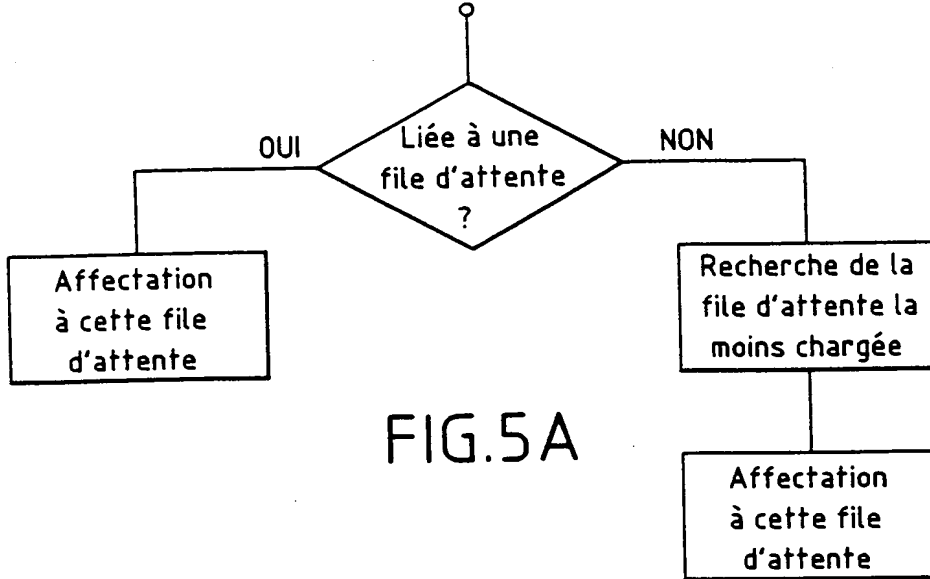 Liée à une
file d'attente
?
OUI
NON
Affectation
à cette file
d'attente
Recherche de la
file d'attente la
moins chargée
Affectation
à cette file
d'attente
FIG.5A